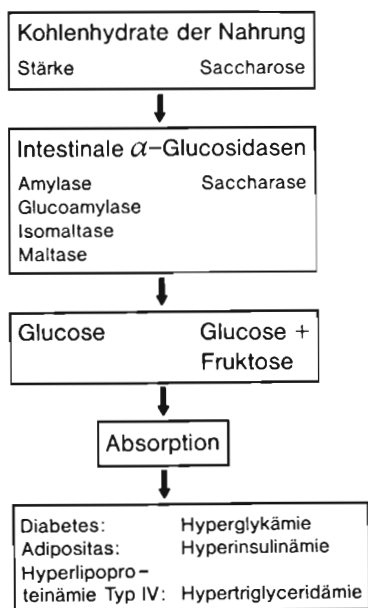 Kohlenhydrate der Nahrung
Stärke Saccharose
Intestinale α-Glucosidasen
Amylase Saccharase
Glucoamylase
Isomaltase
Maltase
Glucose Glucose +
Fruktose
Absorption
Diabetes: Hyperglykämie
Adipositas: Hyperinsulinämie
Hyperlipopro-
teinämie Typ IV: Hypertriglyceridämie